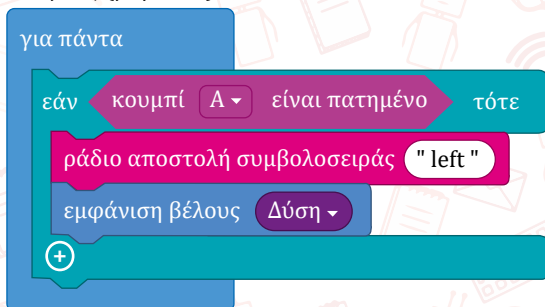 για πάντα
εάν κουμπί A είναι πατημένο τότε
ράδιο αποστολή συμβολοσειράς " left "
εμφάνιση βέλους Δύση